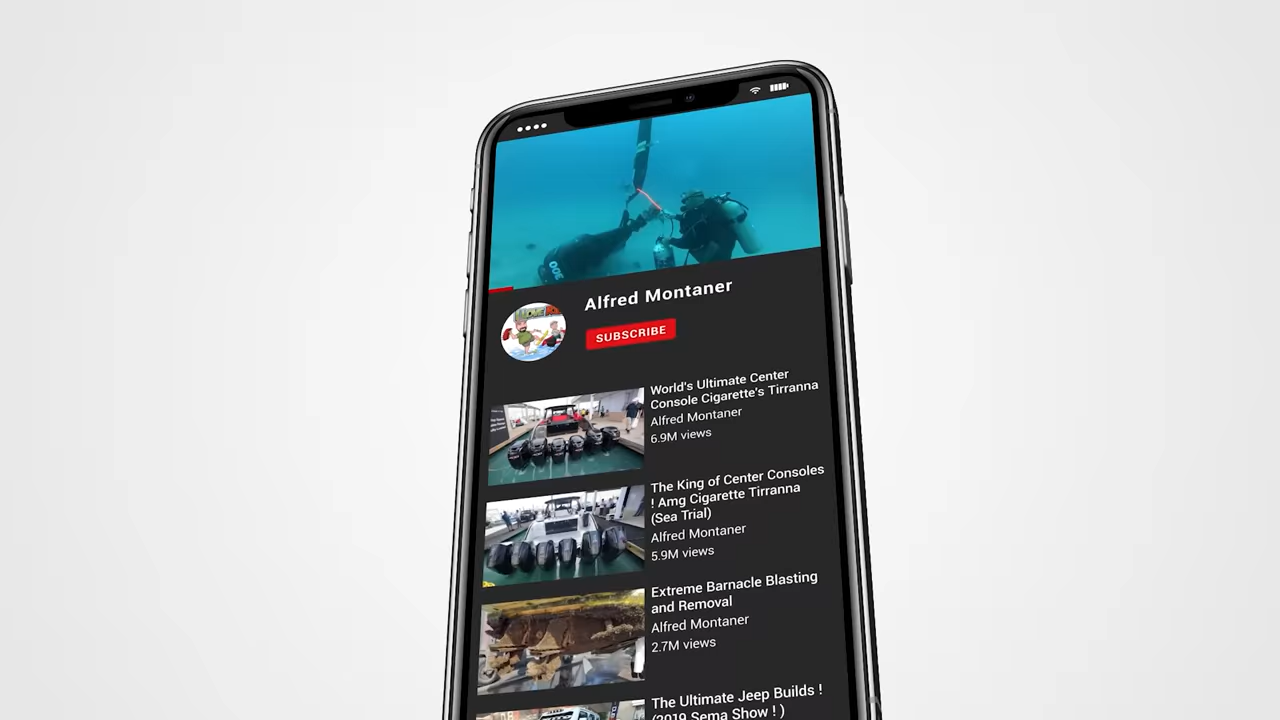 300
Alfred Montaner
SUBSCRIBE
World's Ultimate Center
Console Cigarette's Tirranna
Alfred Montaner
6.9M views
The King of Center Consoles
! Amg Cigarette Tirranna
(Sea Trial)
Alfred Montaner
5.9M views
Extreme Barnacle Blasting
and Removal
Alfred Montaner
2.7M views
The Ultimate Jeep Builds !
(2019 Sema Show ! )